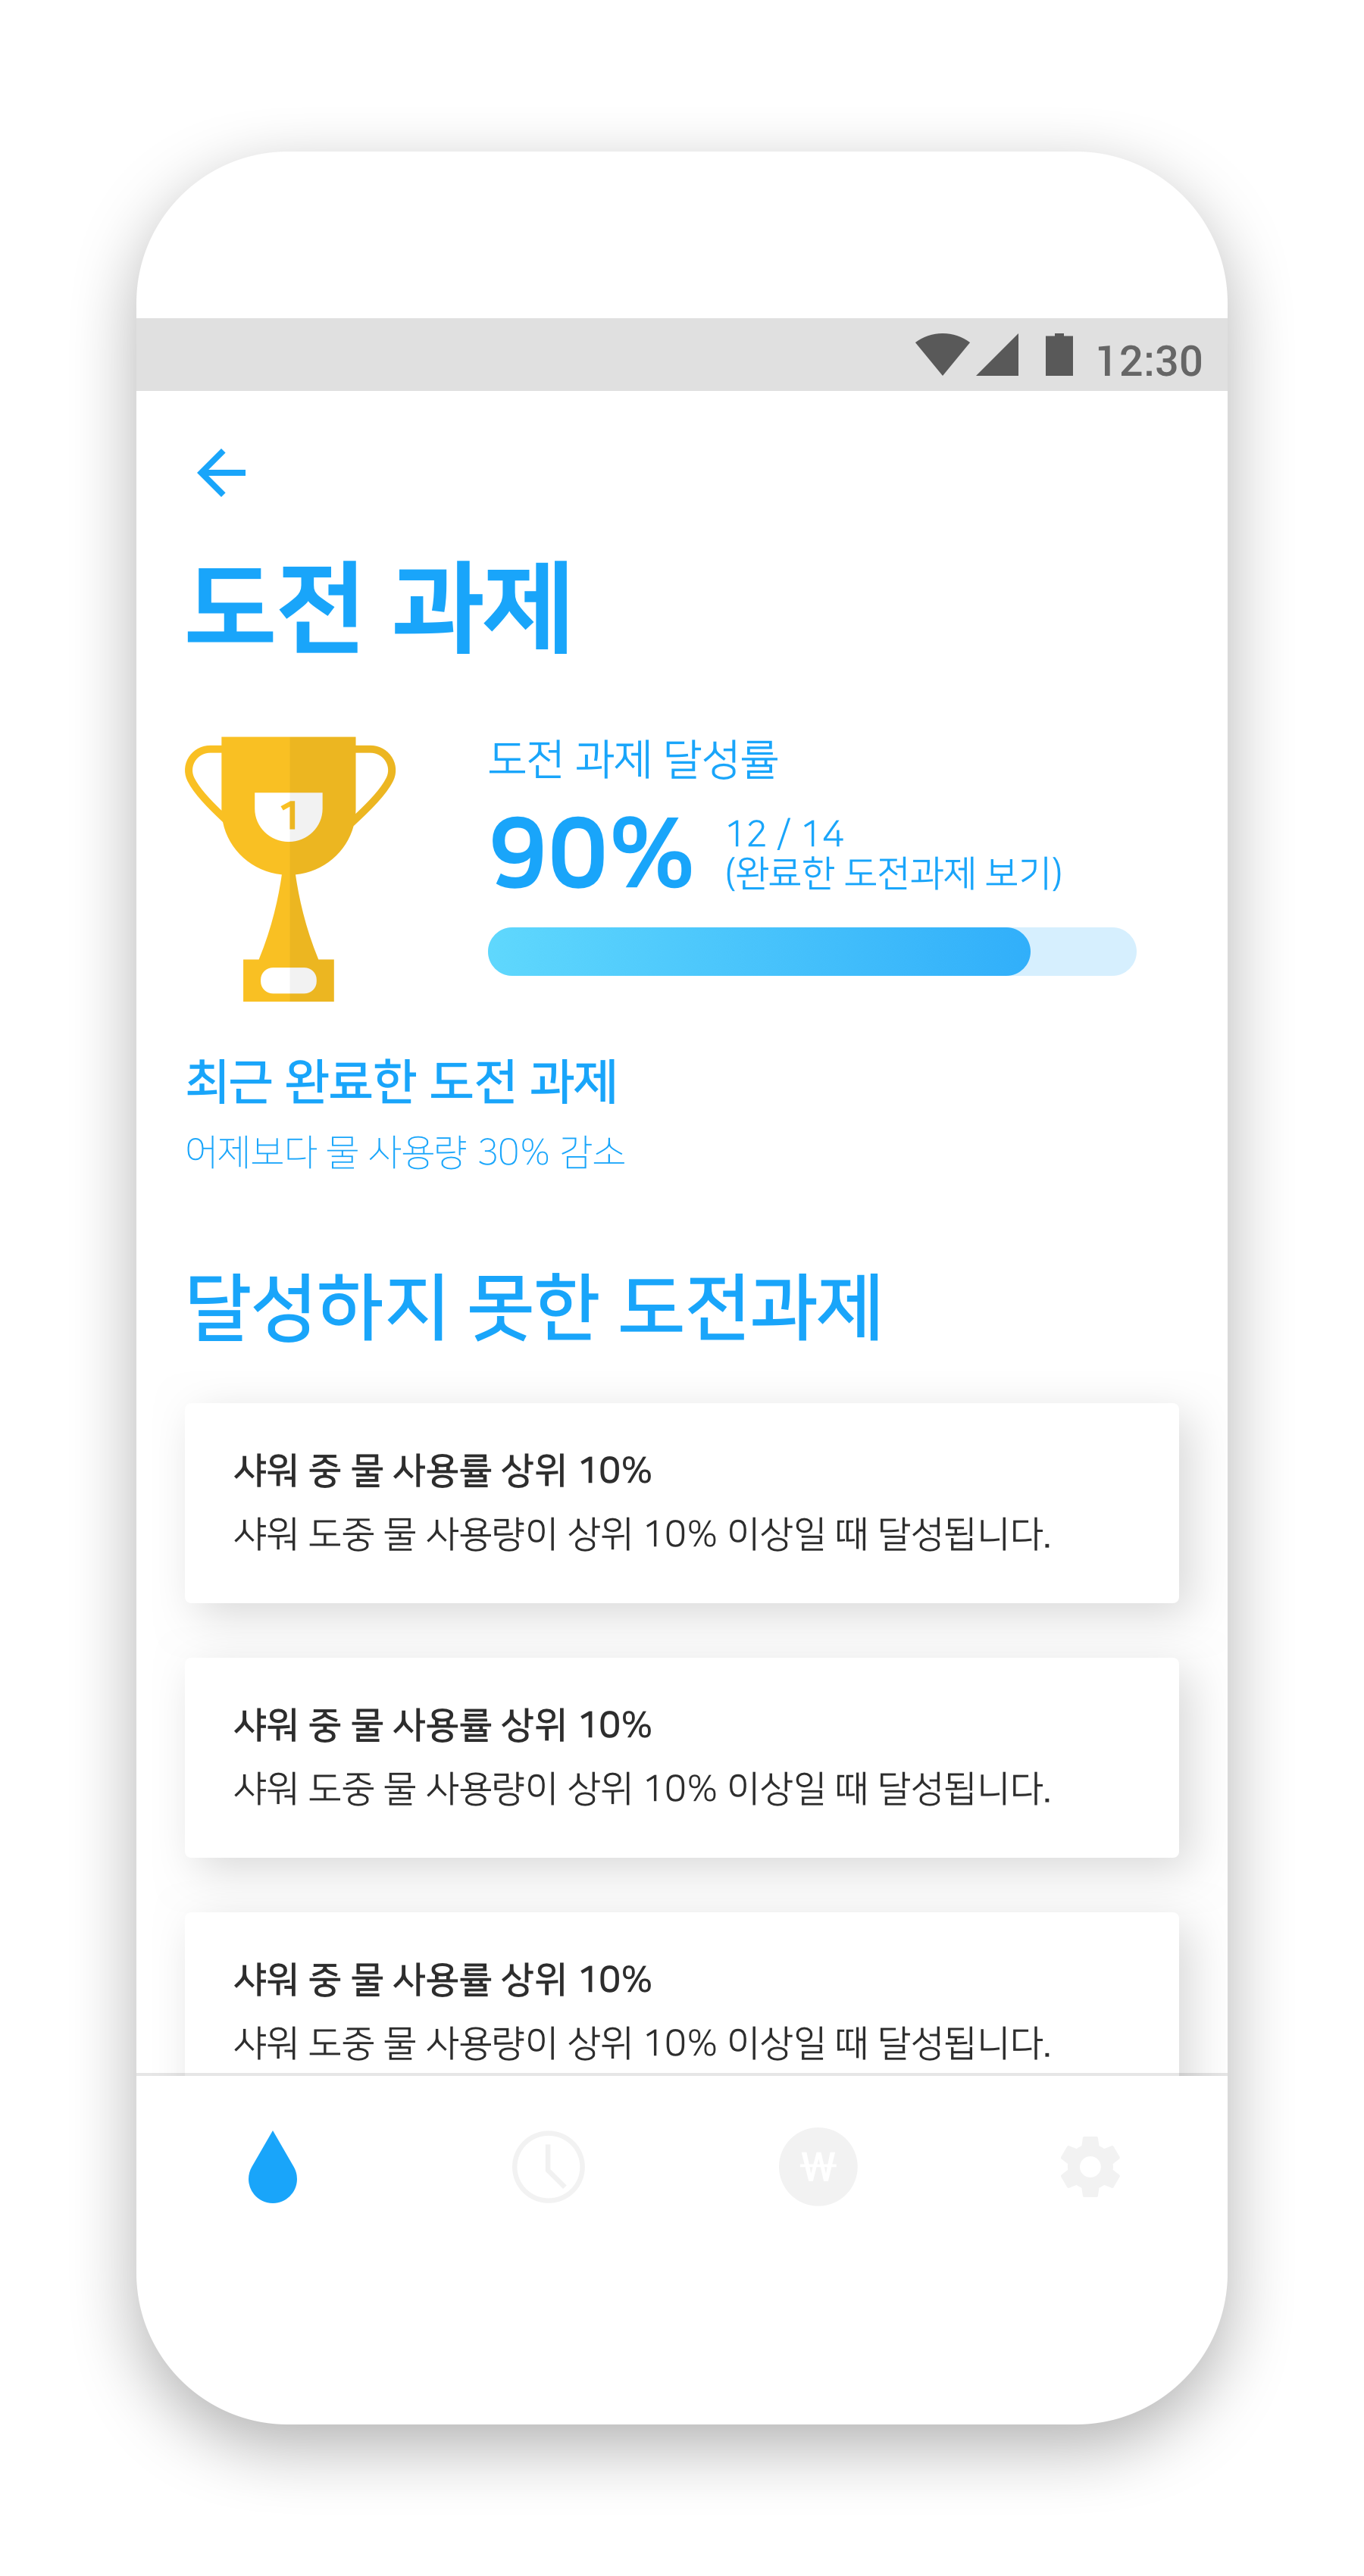 12:30
도전 과제
1
도전 과제 달성률
90%
12 / 14
(완료한 도전과제 보기)
최근 완료한 도전 과제
어제보다 물 사용량 30% 감소
달성하지 못한 도전과제
샤워 중 물 사용률 상위 10%
샤워 도중 물 사용량이 상위 10% 이상일 때 달성됩니다.
샤워 중 물 사용률 상위 10%
샤워 도중 물 사용량이 상위 10% 이상일 때 달성됩니다.
샤워 중 물 사용률 상위 10%
샤워 도중 물 사용량이 상위 10% 이상일 때 달성됩니다.
₩